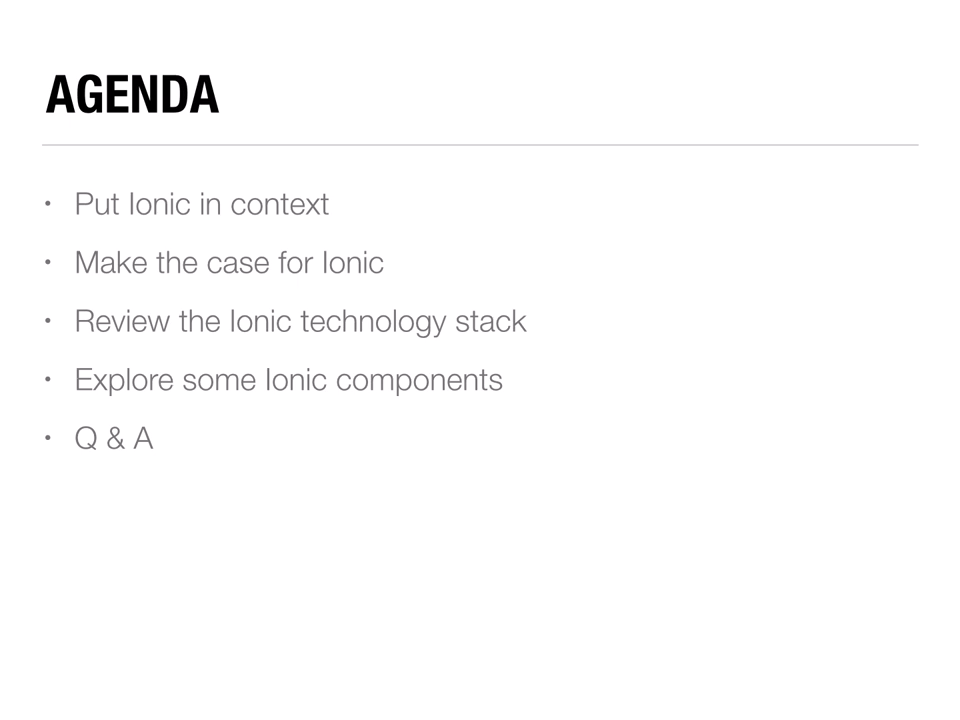 AGENDA
• Put Ionic in context
• Make the case for Ionic
• Review the Ionic technology stack
• Explore some Ionic components
• Q & A